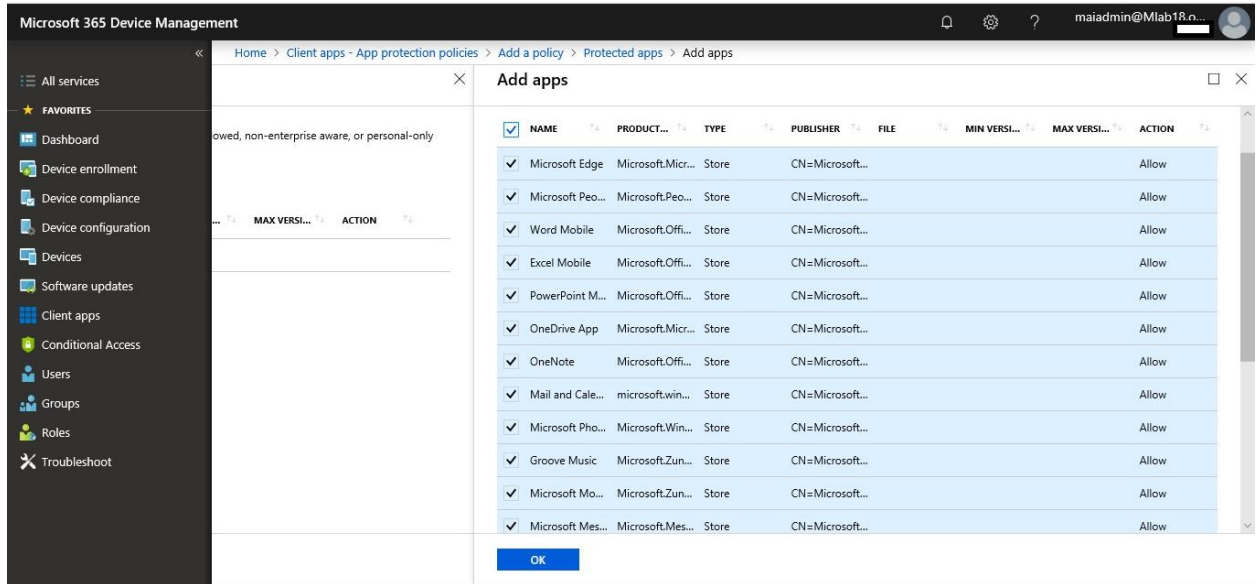 Microsoft 365 Device Management
maiadmin@Mlab18.o...
Home > Client apps - App protection policies > Add a policy > Protected apps > Add apps
All services
FAVORITES
Dashboard
Device enrollment
Device compliance
Device configuration
Devices
Software updates
Client apps
Conditional Access
Users
Groups
Roles
Troubleshoot
owed, non-enterprise aware, or personal-only
... MAX VERSI... ACTION
Add apps
NAME PRODUCT... TYPE PUBLISHER FILE MIN VERSI... MAX VERSI... ACTION
Microsoft Edge Microsoft.Micr... Store CN=Microsoft... Allow
Microsoft Peo... Microsoft.Peo... Store CN=Microsoft... Allow
Word Mobile Microsoft.Offi... Store CN=Microsoft... Allow
Excel Mobile Microsoft.Offi... Store CN=Microsoft... Allow
PowerPoint M... Microsoft.Offi... Store CN=Microsoft... Allow
OneDrive App Microsoft.Micr... Store CN=Microsoft... Allow
OneNote Microsoft.Offi... Store CN=Microsoft... Allow
Mail and Cale... microsoft.win... Store CN=Microsoft... Allow
Microsoft Pho... Microsoft.Win... Store CN=Microsoft... Allow
Groove Music Microsoft.Zun... Store CN=Microsoft... Allow
Microsoft Mo... Microsoft.Zun... Store CN=Microsoft... Allow
Microsoft Mes... Microsoft.Mes... Store CN=Microsoft... Allow
OK